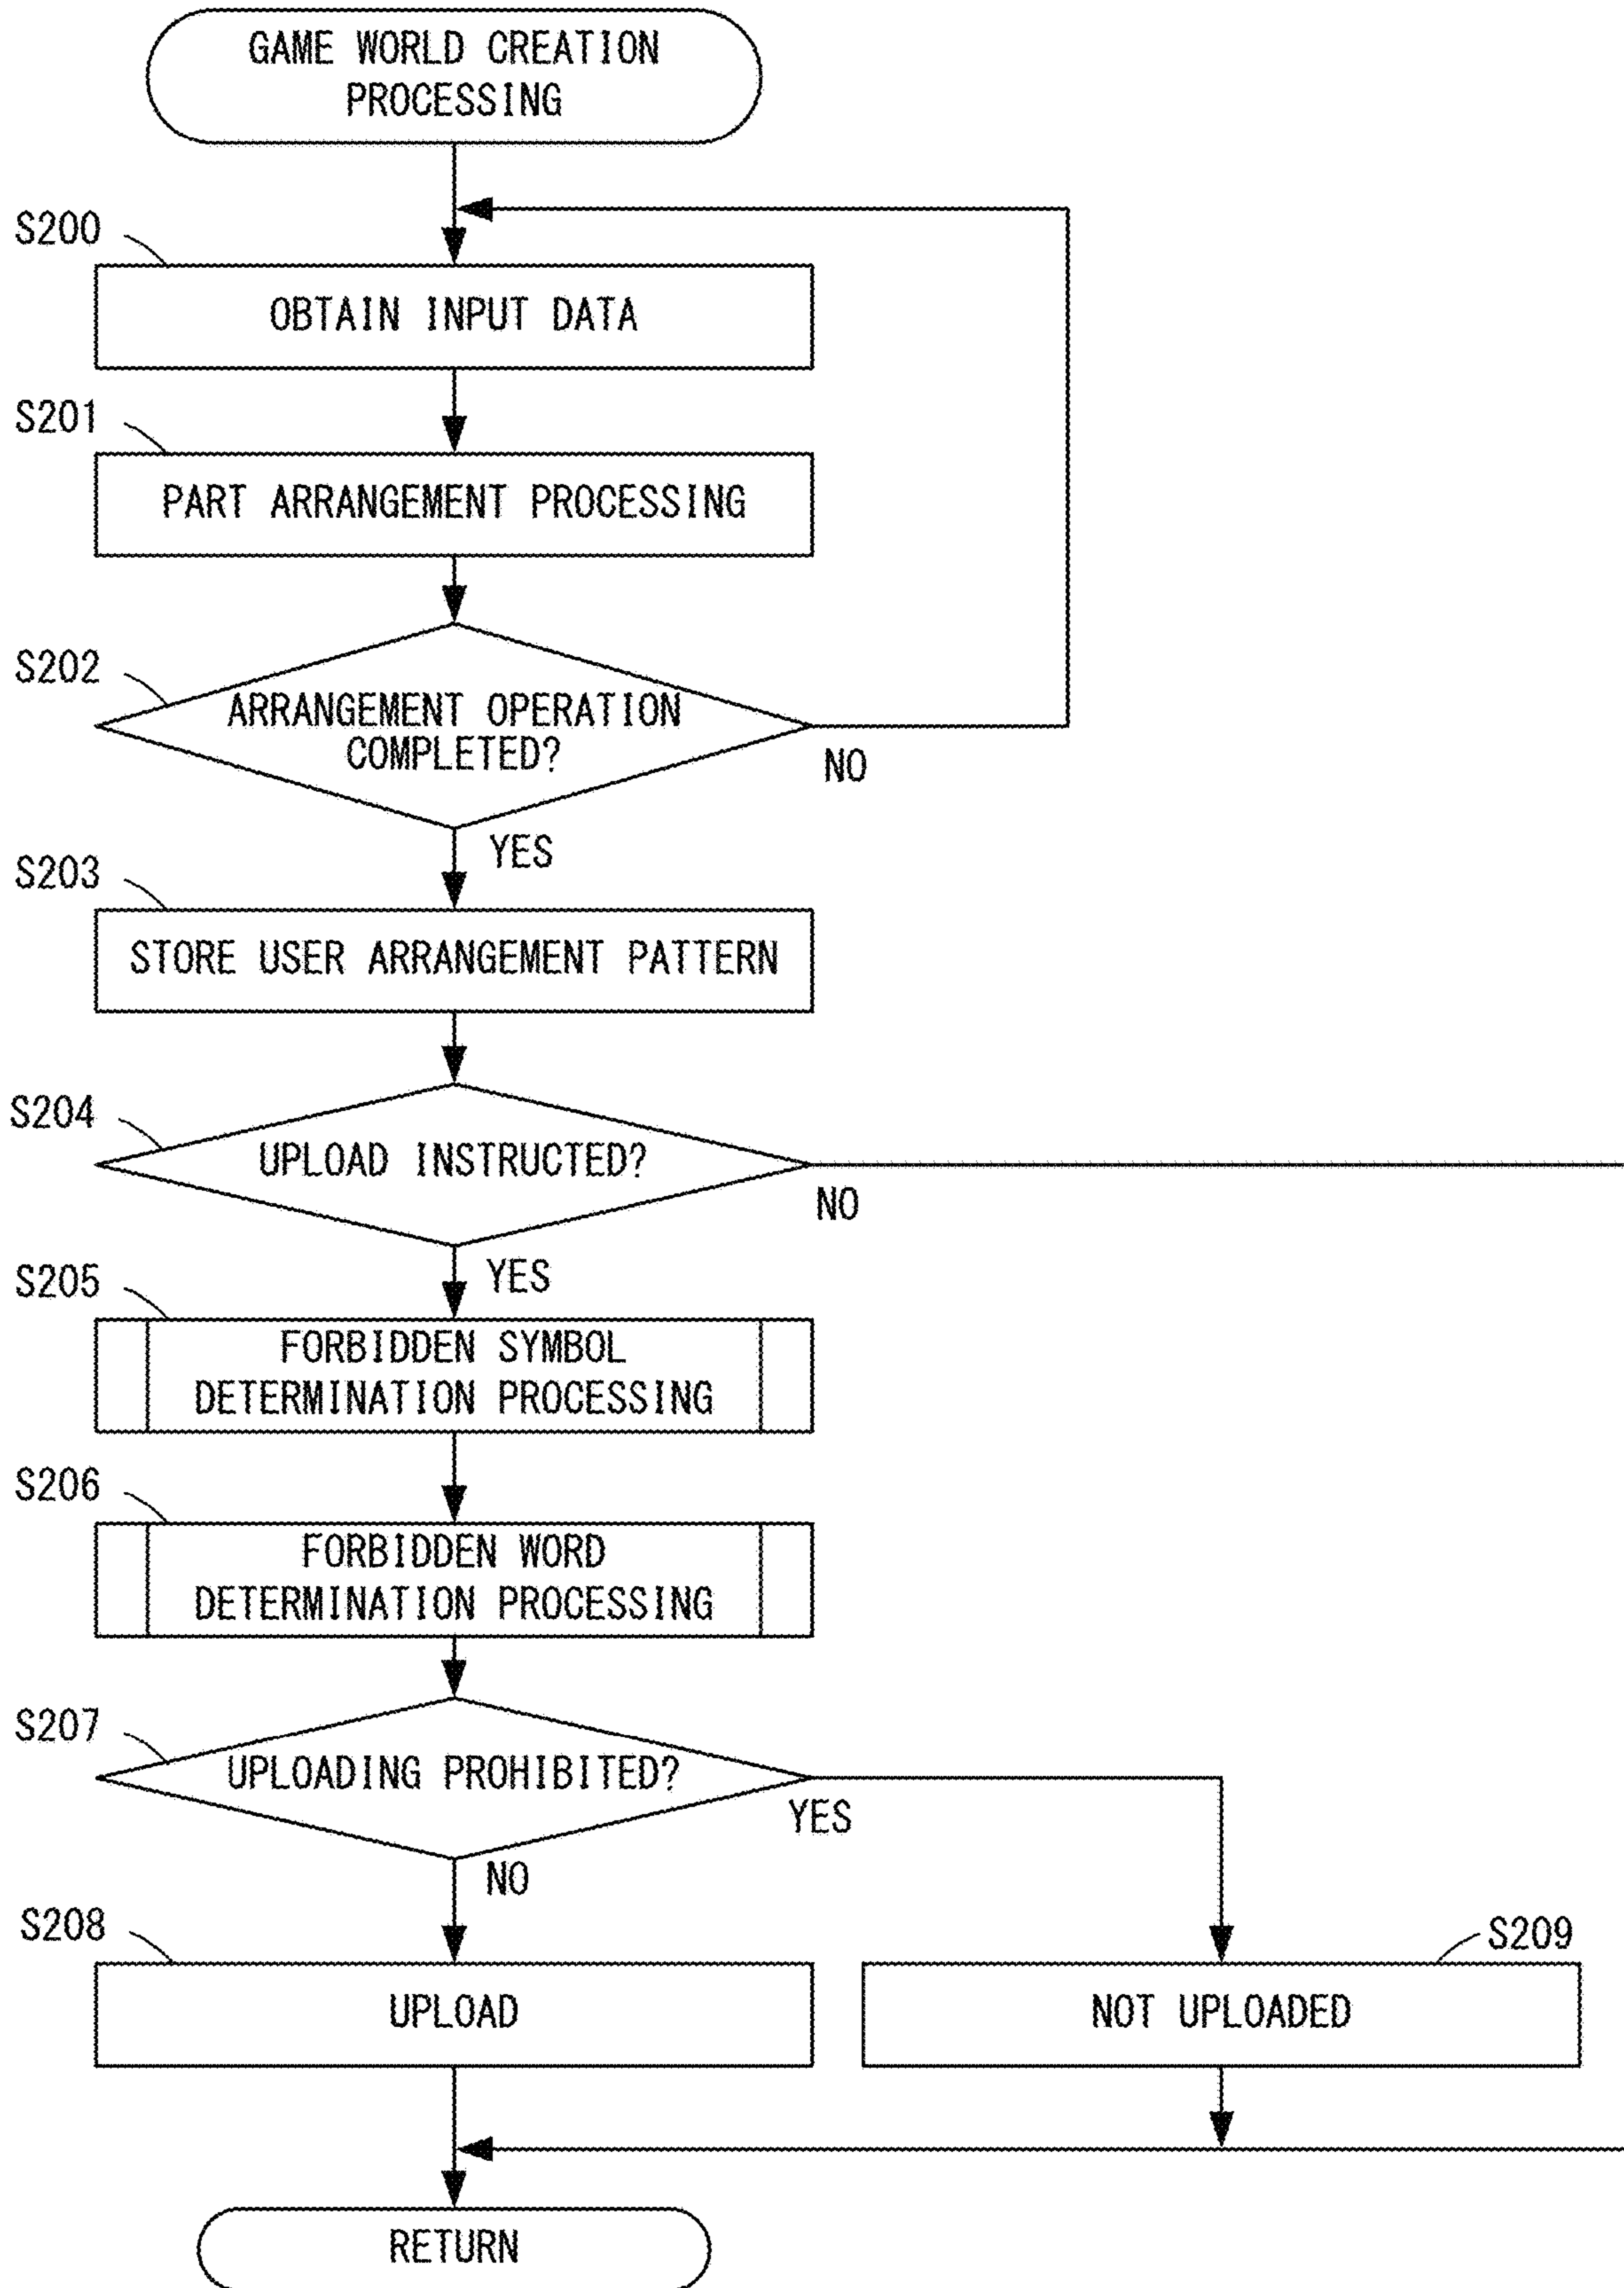 GAME WORLD CREATION
PROCESSING
S200
OBTAIN INPUT DATA
S201
PART ARRANGEMENT PROCESSING
S202
ARRANGEMENT OPERATION
COMPLETED?
NO
YES
S203
STORE USER ARRANGEMENT PATTERN
S204
UPLOAD INSTRUCTED?
NO
YES
S205
FORBIDDEN SYMBOL
DETERMINATION PROCESSING
S206
FORBIDDEN WORD
DETERMINATION PROCESSING
S207
UPLOADING PROHIBITED?
YES
NO
S208
UPLOAD
S209
NOT UPLOADED
RETURN